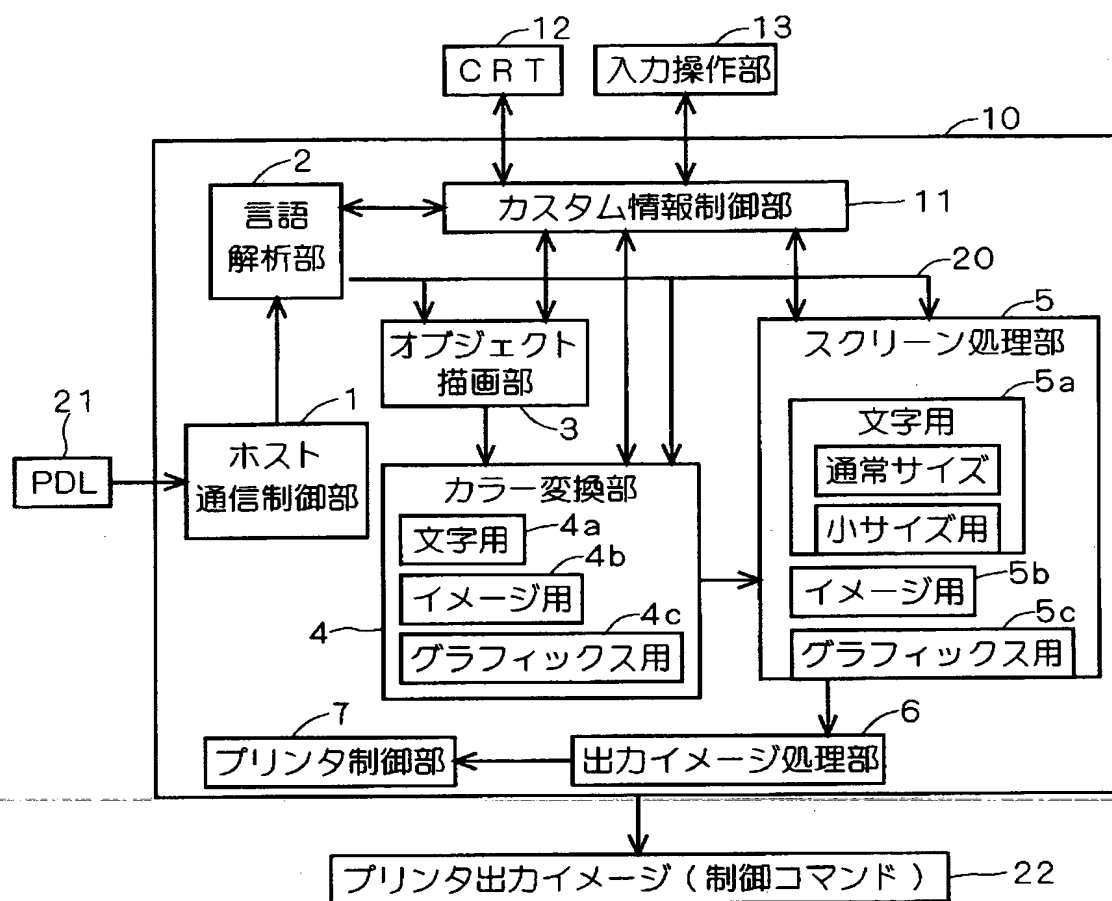 12
13
CRT
入力操作部
10
2
言語
解析部
カスタム情報制御部
11
20
オブジェクト
描画部
3
5
スクリーン処理部
5a
文字用
通常サイズ
小サイズ用
5b
イメージ用
5c
グラフィックス用
21
PDL
1
ホスト
通信制御部
カラー変換部
4a
文字用
4b
イメージ用
4
4c
グラフィックス用
7
プリンタ制御部
6
出力イメージ処理部
プリンタ出力イメージ(制御コマンド)
22